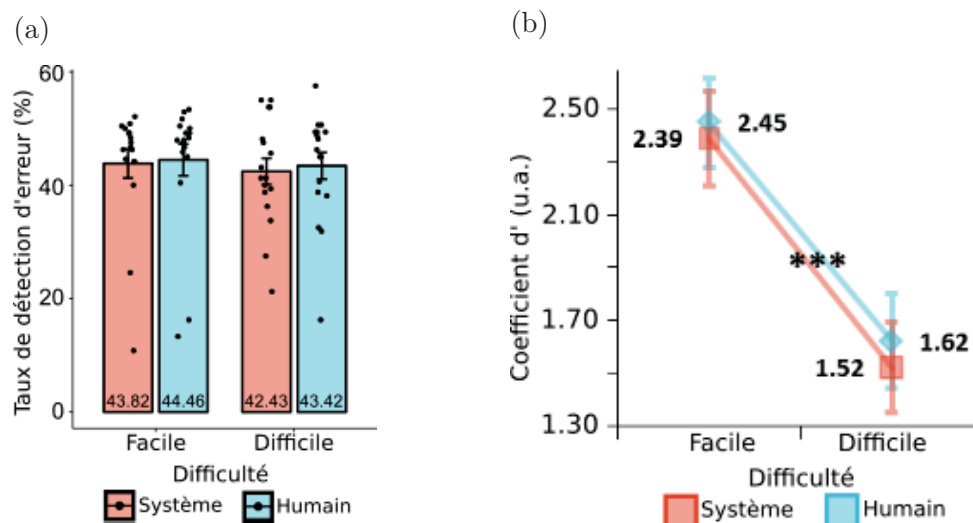 (a)
Taux de détection d'erreur (%)
60
40
20
0
43.82
44.46
42.43
43.42
Facile
Difficile
Difficulté
Système
Humain
(b)
Coefficient d' (u.a.)
2.50
2.10
1.70
1.30
2.39
2.45
***
1.52
1.62
Facile
Difficile
Difficulté
Système
Humain